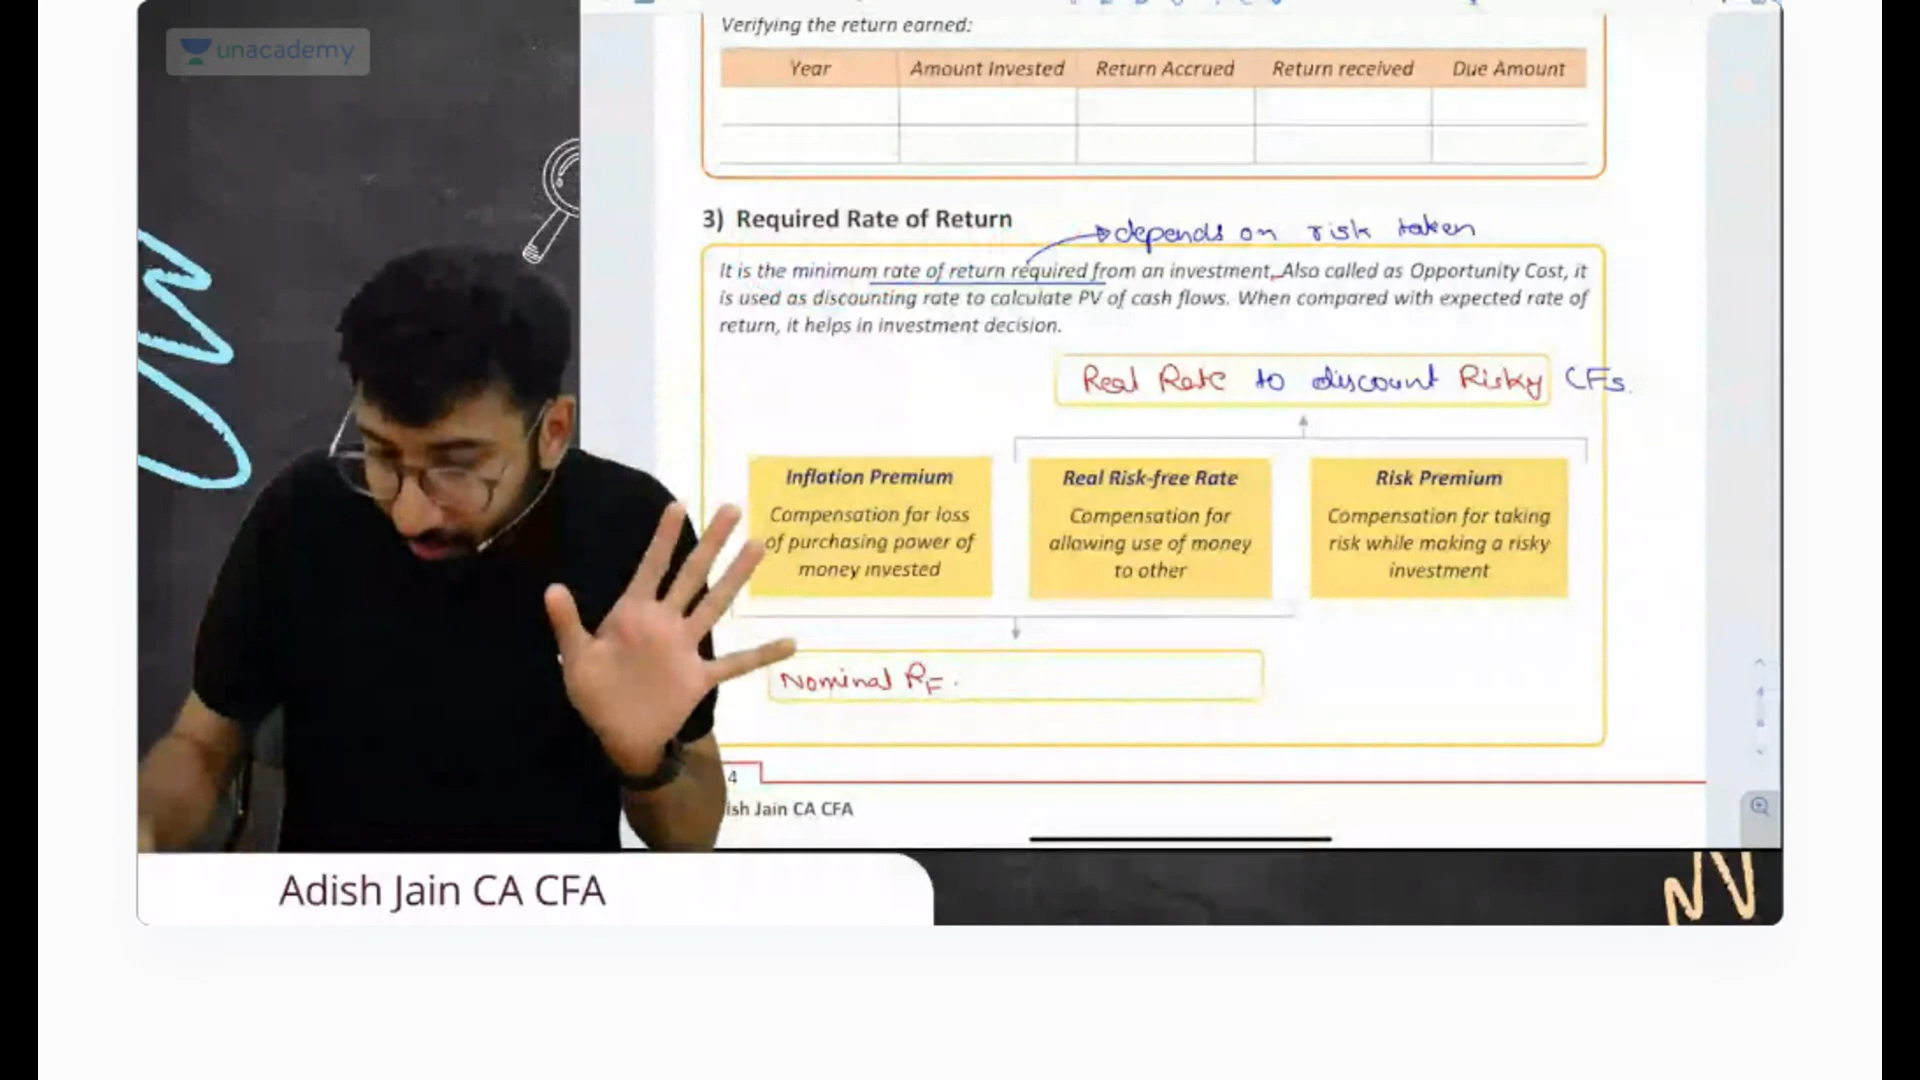 unacademy
Verifying the return earned:
Year Amount Invested Return Accrued Return received Due Amount
3) Required Rate of Return
depends on risk taken
It is the minimum rate of return required from an investment, Also called as Opportunity Cost, it
is used as discounting rate to calculate PV of cash flows. When compared with expected rate of
return, it helps in investment decision.
Real Rate to discount Risky CFs.
Inflation Premium
Compensation for loss
of purchasing power of
money invested
Real Risk-free Rate
Compensation for
allowing use of money
to other
Risk Premium
Compensation for taking
risk while making a risky
investment
Nominal RF.
4
ish Jain CA CFA
Adish Jain CA CFA